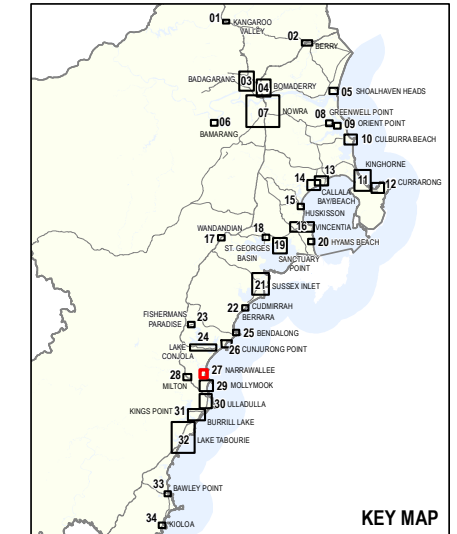 01
KANGAROO
VALLEY
02
BERRY
BADAGARANG
03
04
BOMADERRY
05 SHOALHAVEN HEADS
07
NOWRA
06
BAMARANG
08 GREENWELL POINT
09 ORIENT POINT
10 CULBURRA BEACH
KINGHORNE
11
12 CURRARONG
13
14
CALLALA
BAY/BEACH
15
HUSKISSON
16
VINCENTIA
WANDANDIAN
17
18
ST. GEORGES
BASIN
19
20 HYAMS BEACH
SANCTUARY
POINT
21 SUSSEX INLET
22 CUDMIRRAH
BERRARA
FISHERMANS
PARADISE
23
24
LAKE
CONJOLA
25 BENDALONG
26 CUNJURONG POINT
27 NARRAWALLEE
28
MILTON
29 MOLLYMOOK
30 ULLADULLA
KINGS POINT
31
BURRILL LAKE
32 LAKE TABOURIE
33 BAWLEY POINT
34 KIOLOA
KEY MAP